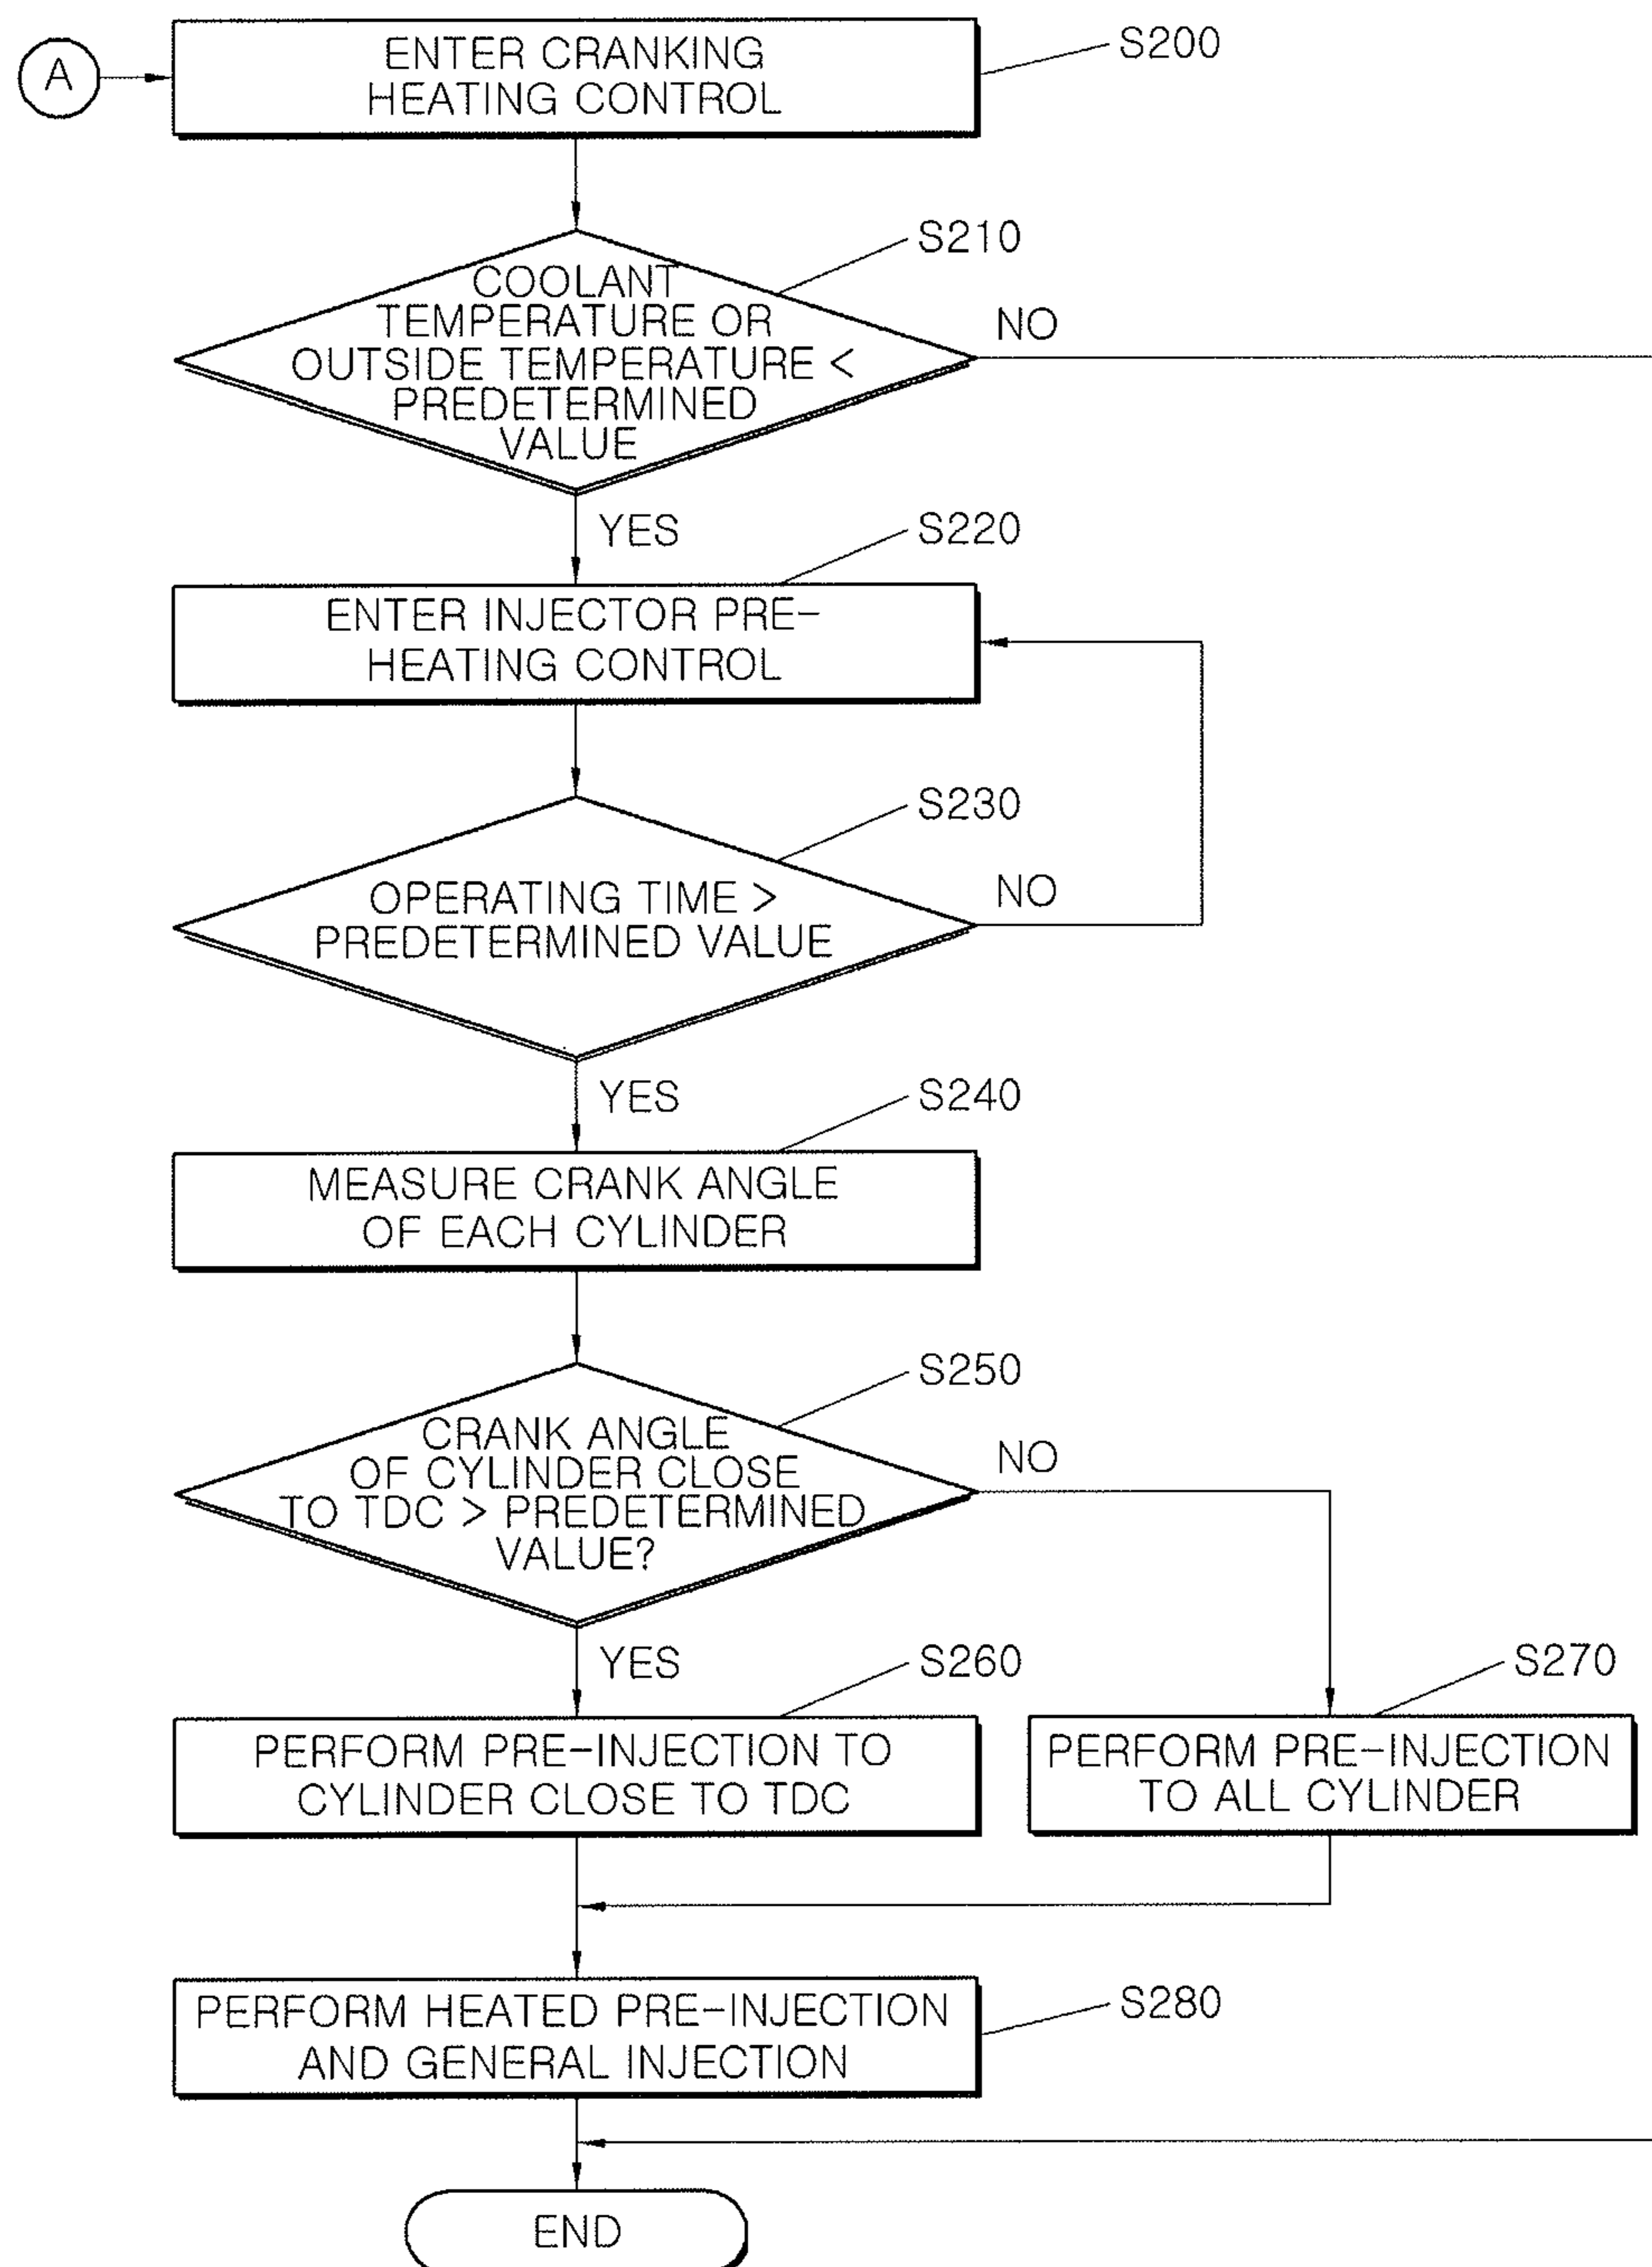 A
ENTER CRANKING
HEATING CONTROL
S200
S210
COOLANT
TEMPERATURE OR
OUTSIDE TEMPERATURE <
PREDETERMINED
VALUE
NO
YES
S220
ENTER INJECTOR PRE-
HEATING CONTROL
S230
OPERATING TIME >
PREDETERMINED VALUE
NO
YES
S240
MEASURE CRANK ANGLE
OF EACH CYLINDER
S250
CRANK ANGLE
OF CYLINDER CLOSE
TO TDC > PREDETERMINED
VALUE?
NO
YES
S260
PERFORM PRE-INJECTION TO
CYLINDER CLOSE TO TDC
S270
PERFORM PRE-INJECTION
TO ALL CYLINDER
PERFORM HEATED PRE-INJECTION
AND GENERAL INJECTION
S280
END